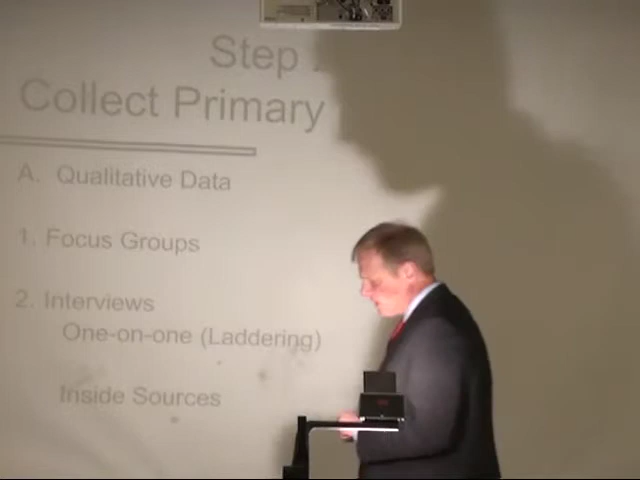 Step
Collect Primary
A. Qualitative Data
1. Focus Groups
2. Interviews
One-on-one (Laddering)
Inside Sources